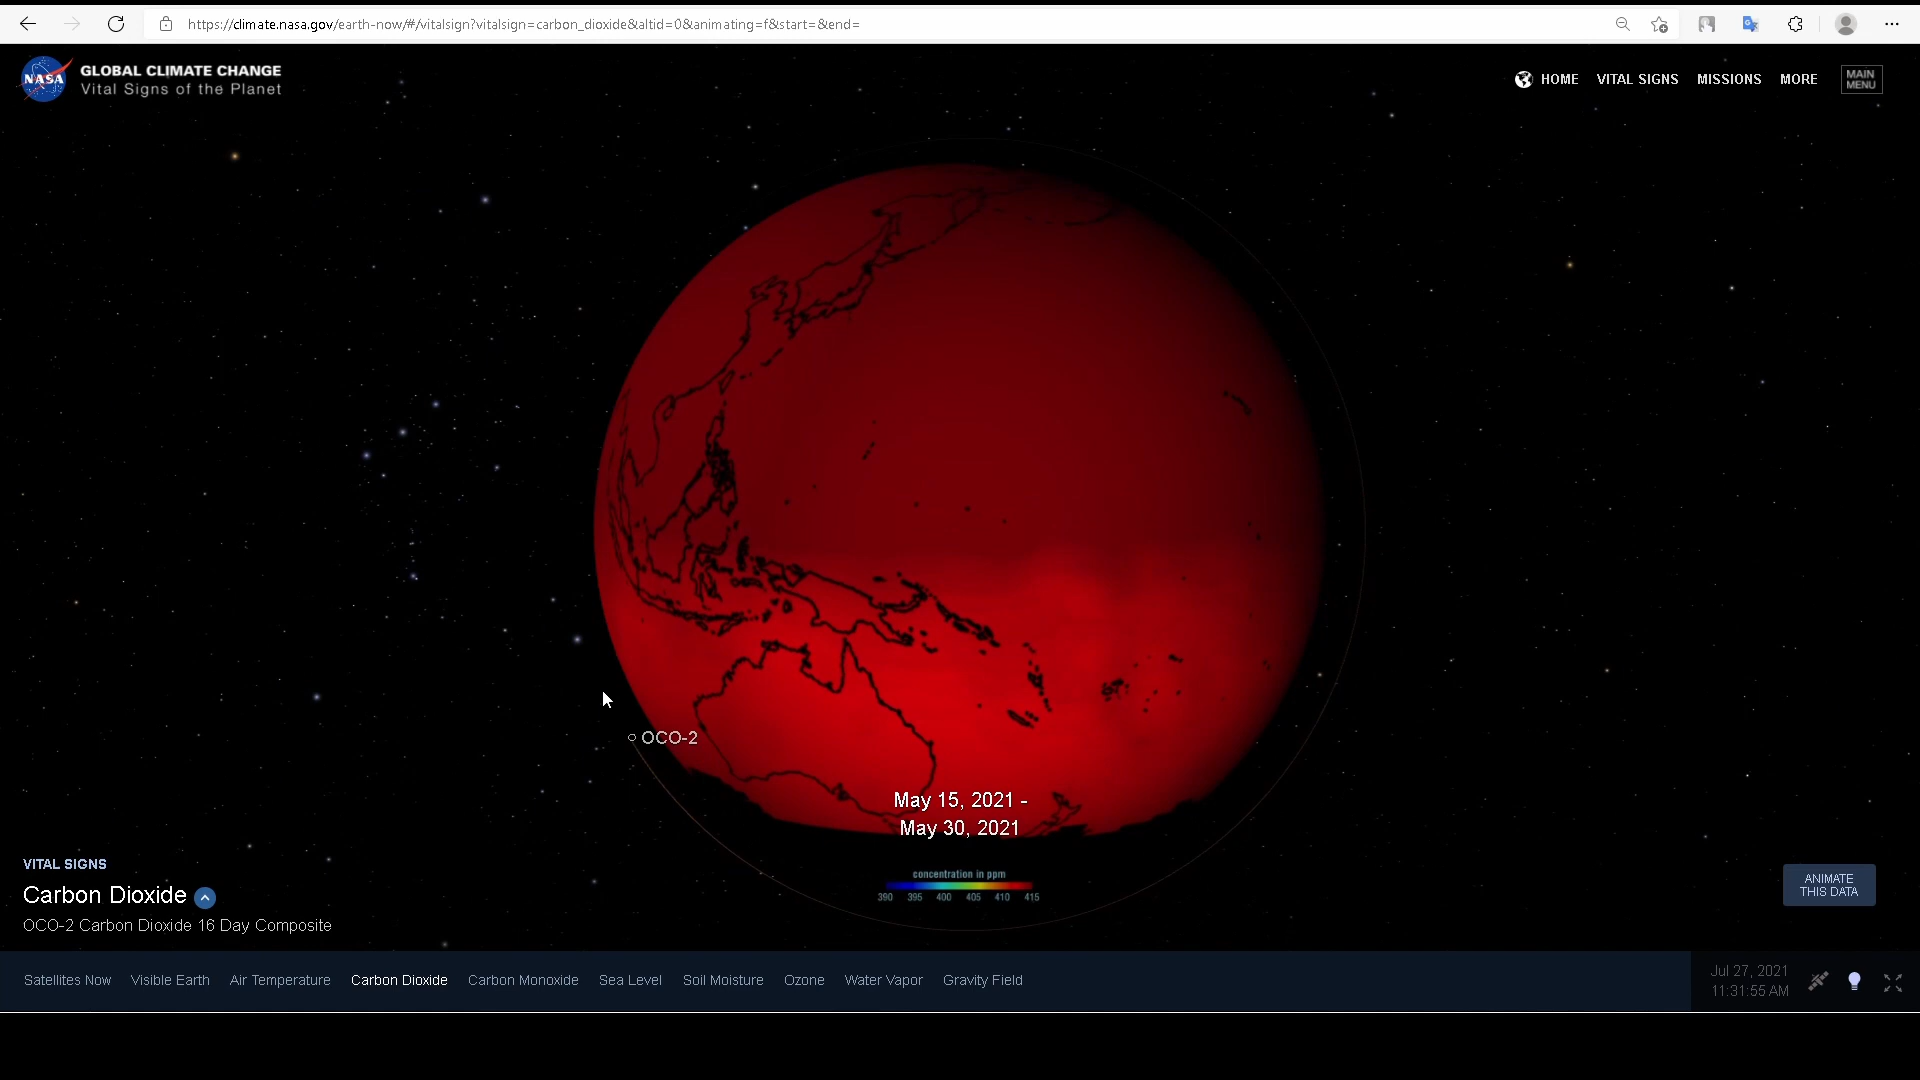 https://climate.nasa.gov/earth-now/#/vitalsign?vitalsign=carbon_dioxide&altid=0&animating=f&start=&end=
NASA
GLOBAL CLIMATE CHANGE
Vital Signs of the Planet
HOME VITAL SIGNS MISSIONS MORE
MAIN
MENU
OCO-2
May 15, 2021 -
May 30, 2021
concentration in ppm
390 395 400 405 410 415
VITAL SIGNS
Carbon Dioxide
OCO-2 Carbon Dioxide 16 Day Composite
ANIMATE
THIS DATA
Satellites Now Visible Earth Air Temperature Carbon Dioxide Carbon Monoxide Sea Level Soil Moisture Ozone Water Vapor Gravity Field
Jul 27, 2021
11:31:55 AM